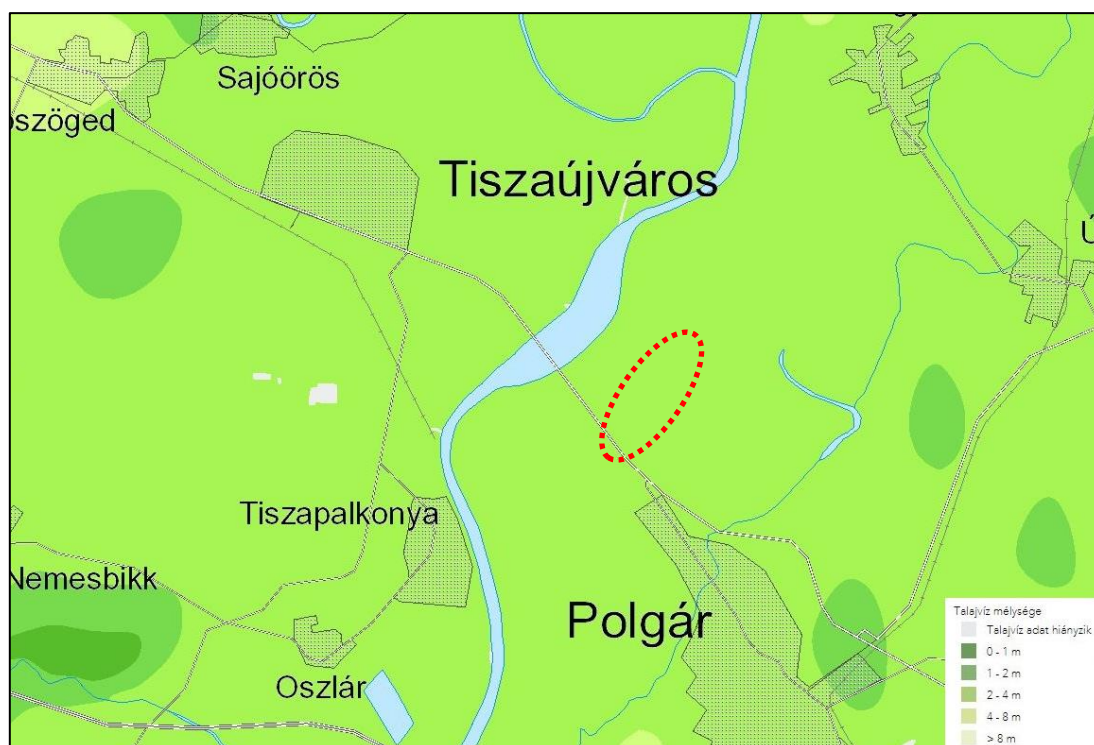 Sajóörös
Tiszaújváros
Tiszapalkonya
Nemesbikk
Polgár
Oszlár
Talajvíz mélysége
Talajvíz adat hiányzik
0 - 1 m
1 - 2 m
2 - 4 m
4 - 8 m
> 8 m